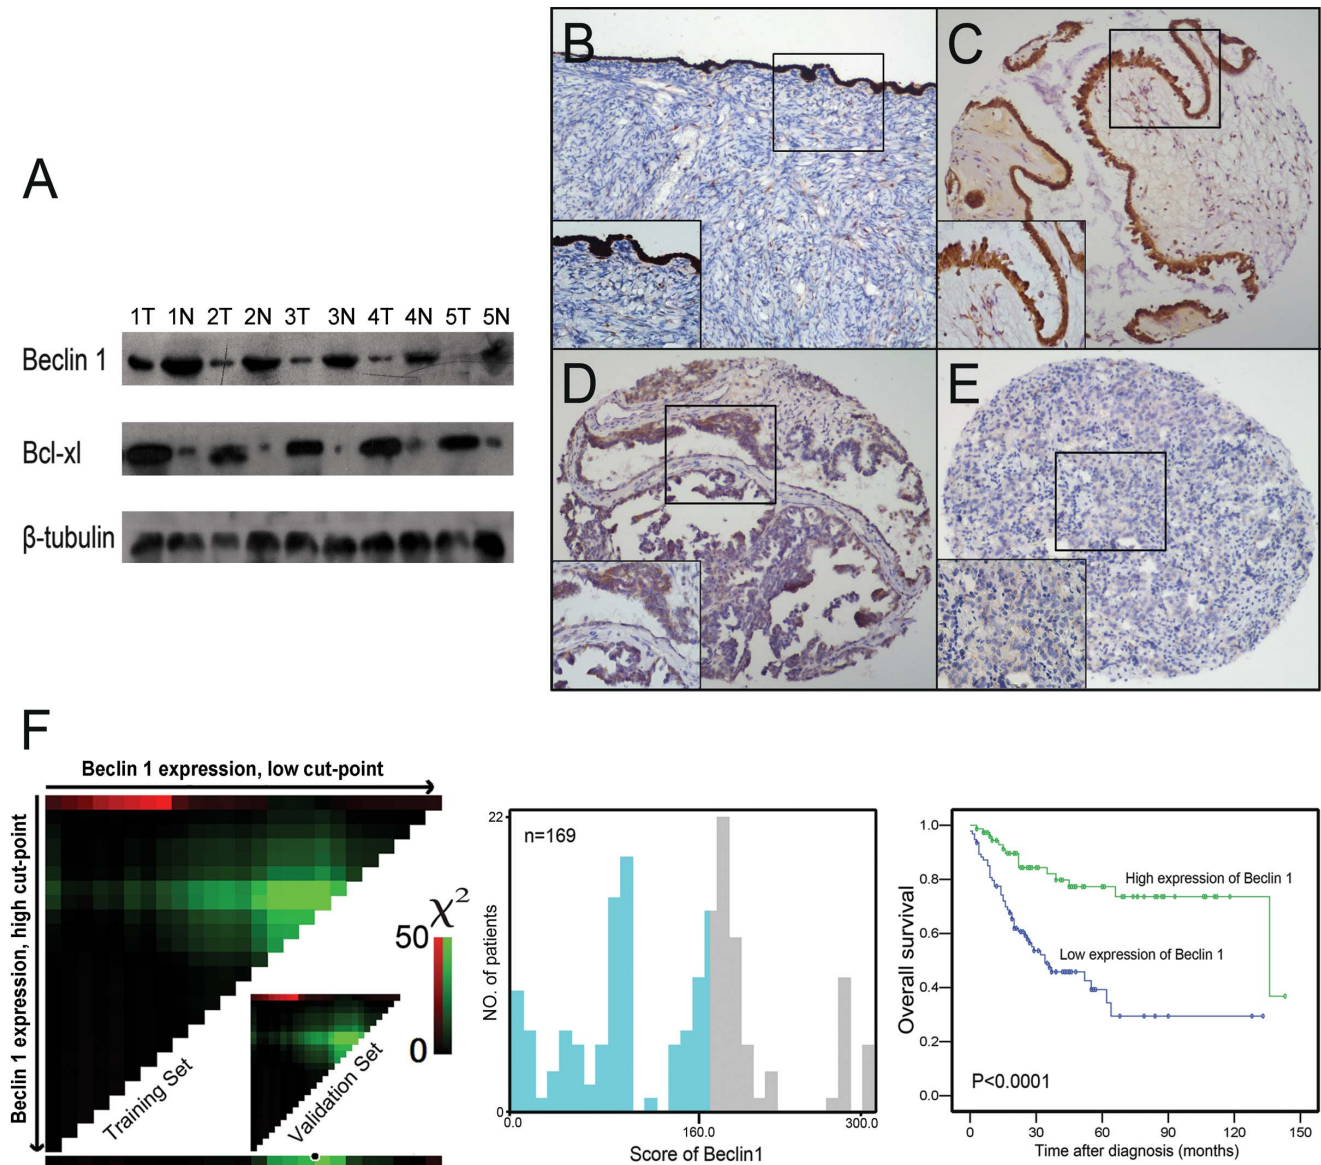 A
1T 1N 2T 2N 3T 3N 4T 4N 5T 5N
Beclin 1
Bcl-xl
β-tubulin
B
C
D
E
F
Beclin 1 expression, low cut-point
Beclin 1 expression, high cut-point
Training Set
Validation Set
χ²
50
0
n=169
NO. of patients
22
0
0.0 160.0 300.0
Score of Beclin1
Overall survival
1.0
0.8
0.6
0.4
0.2
0.0
High expression of Beclin 1
Low expression of Beclin 1
P<0.0001
0 30 60 90 120 150
Time after diagnosis (months)